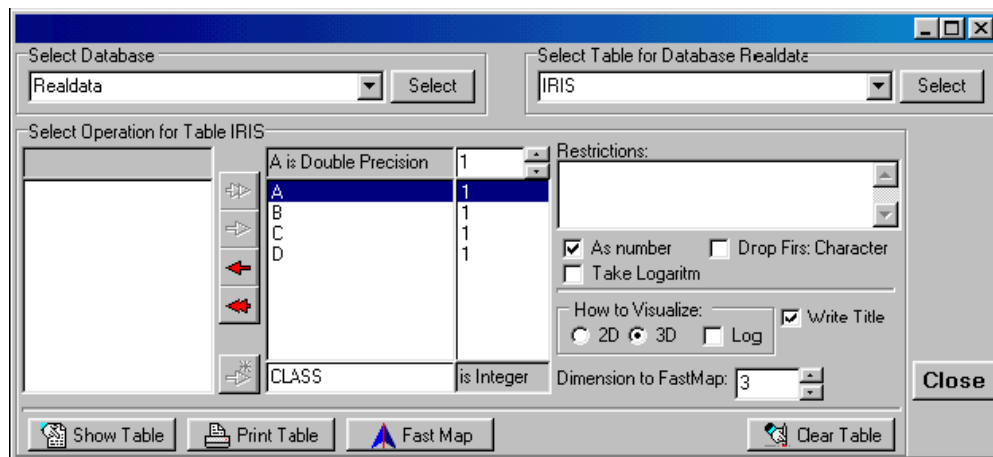 Select Database
Realdata
Select
Select Table for Database Realdata
IRIS
Select
Select Operation for Table IRIS
A is Double Precision
1
A 1
B 1
C 1
D 1
CLASS
is Integer
Restrictions:
As number
Drop Firs: Character
Take Logaritm
How to Visualize:
2D
3D
Log
Write Title
Dimension to FastMap:
3
Close
Show Table
Print Table
Fast Map
Clear Table